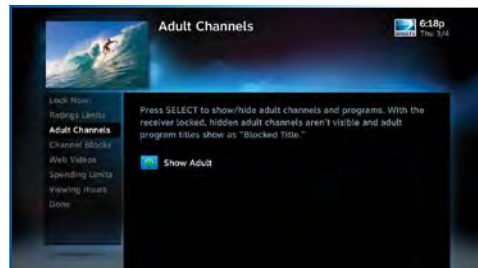 Adult Channels
6:18p
Thu 3/4
Lock Now
Ratings Limits
Adult Channels
Channel Blocks
Web Videos
Spending Limits
Viewing Hours
Done
Press SELECT to show/hide adult channels and programs. With the
receiver locked, hidden adult channels aren't visible and adult
program titles show as "Blocked Title."
Show Adult